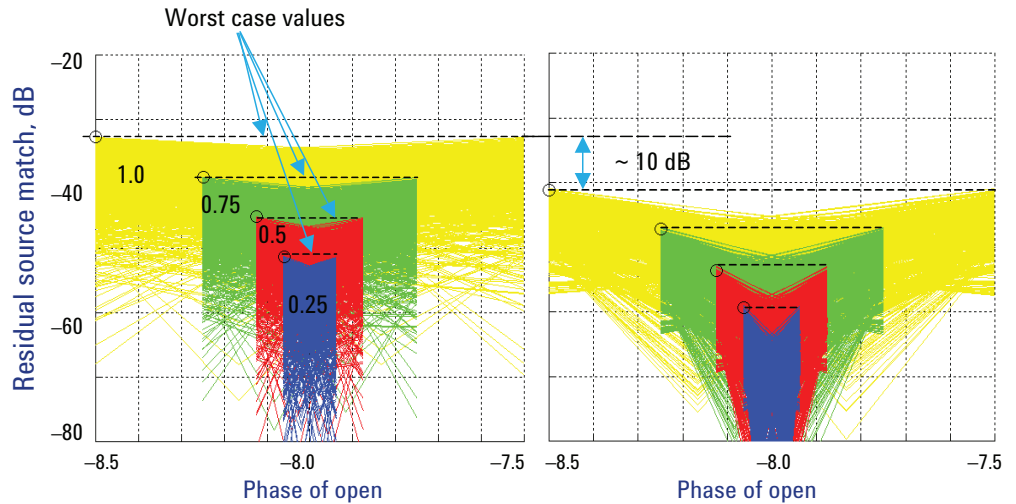 Worst case values
Residual source match, dB
–20
–40
–60
–80
1.0
0.75
0.5
0.25
~ 10 dB
–8.5
–8.0
–7.5
Phase of open
–8.5
–8.0
–7.5
Phase of open